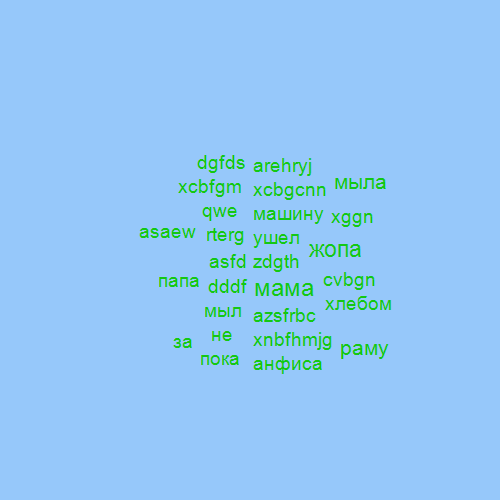 dgfds arehryj
xcbfgm xcbgcnn мыла
qwe машину xggn
asaew rterg ушел жопа
asfd zdgth
папа dddf мама cvbgn
мыл azsfrbc хлебом
за не xnbfhmjg раму
пока анфиса